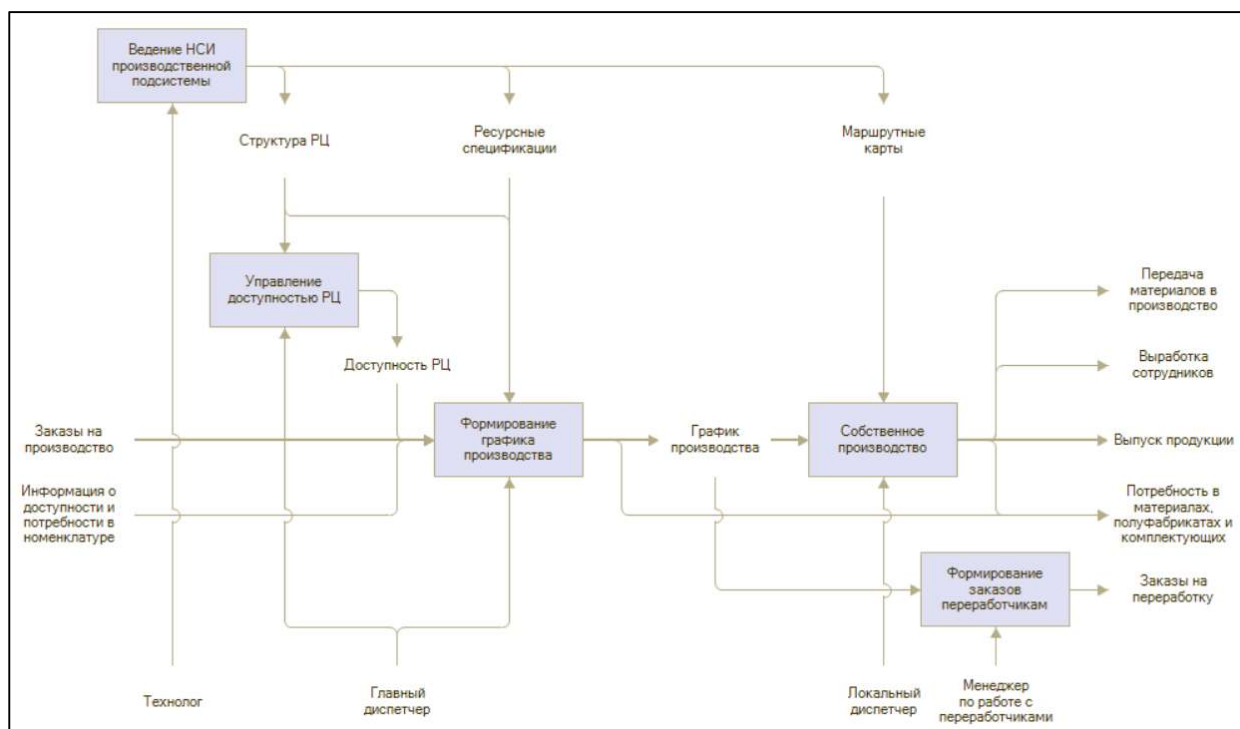 Ведение НСИ
производственной
подсистемы
Структура РЦ
Ресурсные
спецификации
Маршрутные
карты
Управление
доступностью РЦ
Доступность РЦ
Передача
материалов в
производство
Выработка
сотрудников
Заказы на
производство
Формирование
графика
производства
График
производства
Собственное
производство
Выпуск продукции
Информация о
доступности и
потребности в
номенклатуре
Потребность в
материалах,
полуфабрикатах и
комплектующих
Формирование
заказов
переработчикам
Заказы на
переработку
Технолог
Главный
диспетчер
Локальный
диспетчер
Менеджер
по работе с
переработчиками